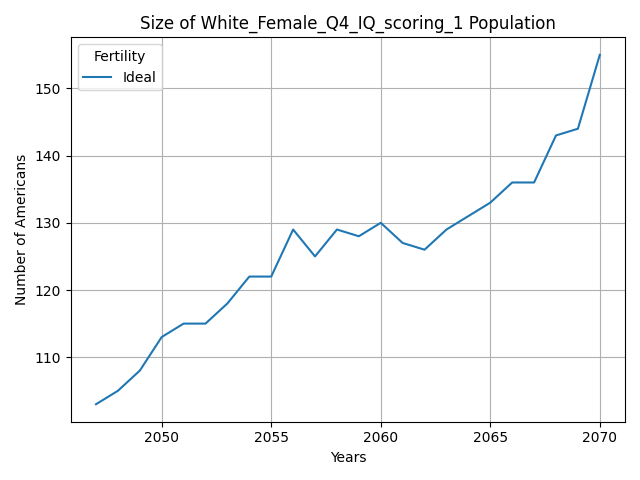 Size of White_Female_Q4_IQ_scoring_1 Population
Fertility
Ideal
Number of Americans
150
140
130
120
110
2050 2055 2060 2065 2070
Years